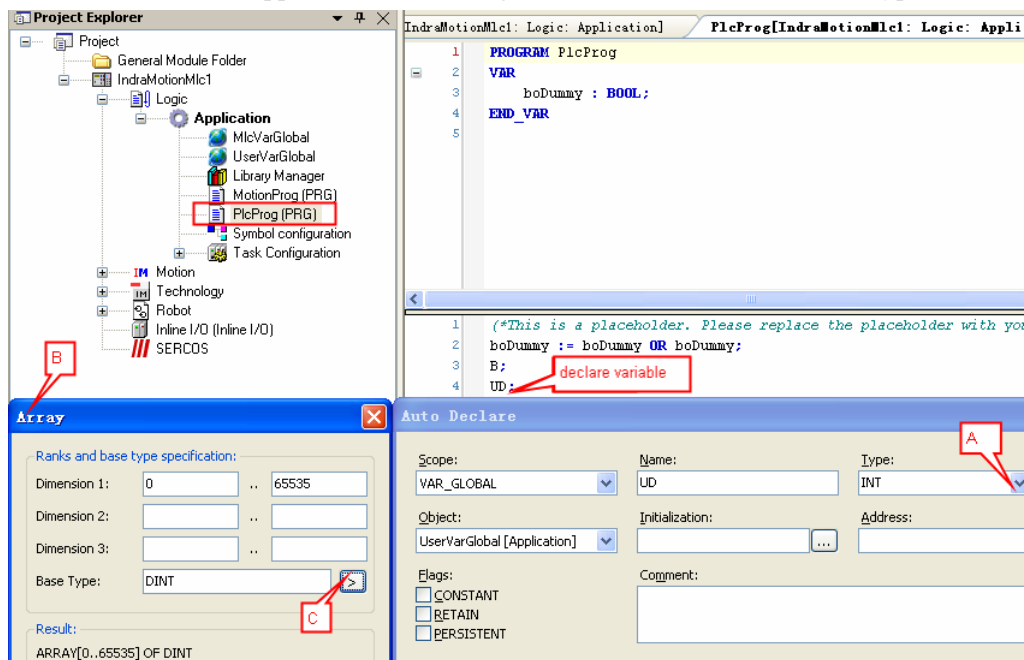 Project Explorer
Project
General Module Folder
IndraMotionMlc1
Logic
Application
MlcVarGlobal
UserVarGlobal
Library Manager
MotionProg (PRG)
PlcProg (PRG)
Symbol configuration
Task Configuration
IM Motion
IM Technology
Robot
Inline I/O (Inline I/O)
SERCOS
B
IndraMotionMlc1: Logic: Application]
PlcProg[IndraMotionMlc1: Logic: Appli
1 PROGRAM PlcProg
2 VAR
3 boDummy : BOOL;
4 END_VAR
5
1 (*This is a placeholder. Please replace the placeholder with you
2 boDummy := boDummy OR boDummy;
3 B;
4 UD;
declare variable
Array
Ranks and base type specification:
Dimension 1: 0 .. 65535
Dimension 2: ..
Dimension 3: ..
Base Type: DINT >
C
Result:
ARRAY[0..65535] OF DINT
Auto Declare
A
Scope: Name: Type:
VAR_GLOBAL UD INT
Object: Initialization: Address:
UserVarGlobal [Application] ...
Flags: Comment:
CONSTANT
RETAIN
PERSISTENT